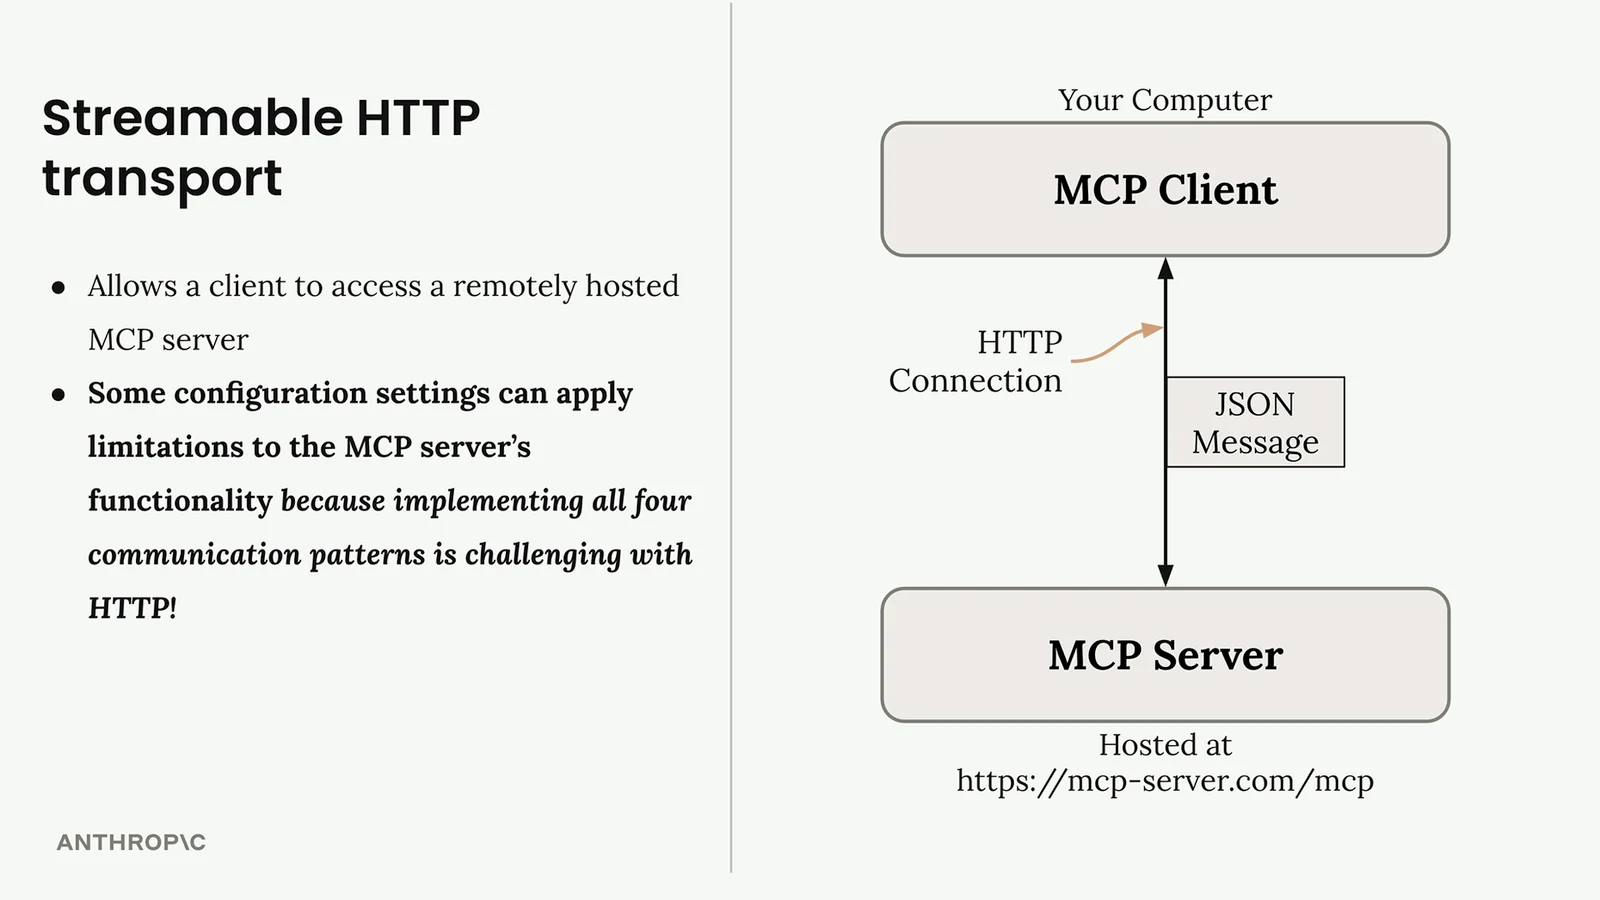 Streamable HTTP
transport
● Allows a client to access a remotely hosted
MCP server
● Some configuration settings can apply
limitations to the MCP server’s
functionality because implementing all four
communication patterns is challenging with
HTTP!
ANTHROP\C
Your Computer
MCP Client
HTTP
Connection
JSON
Message
MCP Server
Hosted at
https://mcp-server.com/mcp